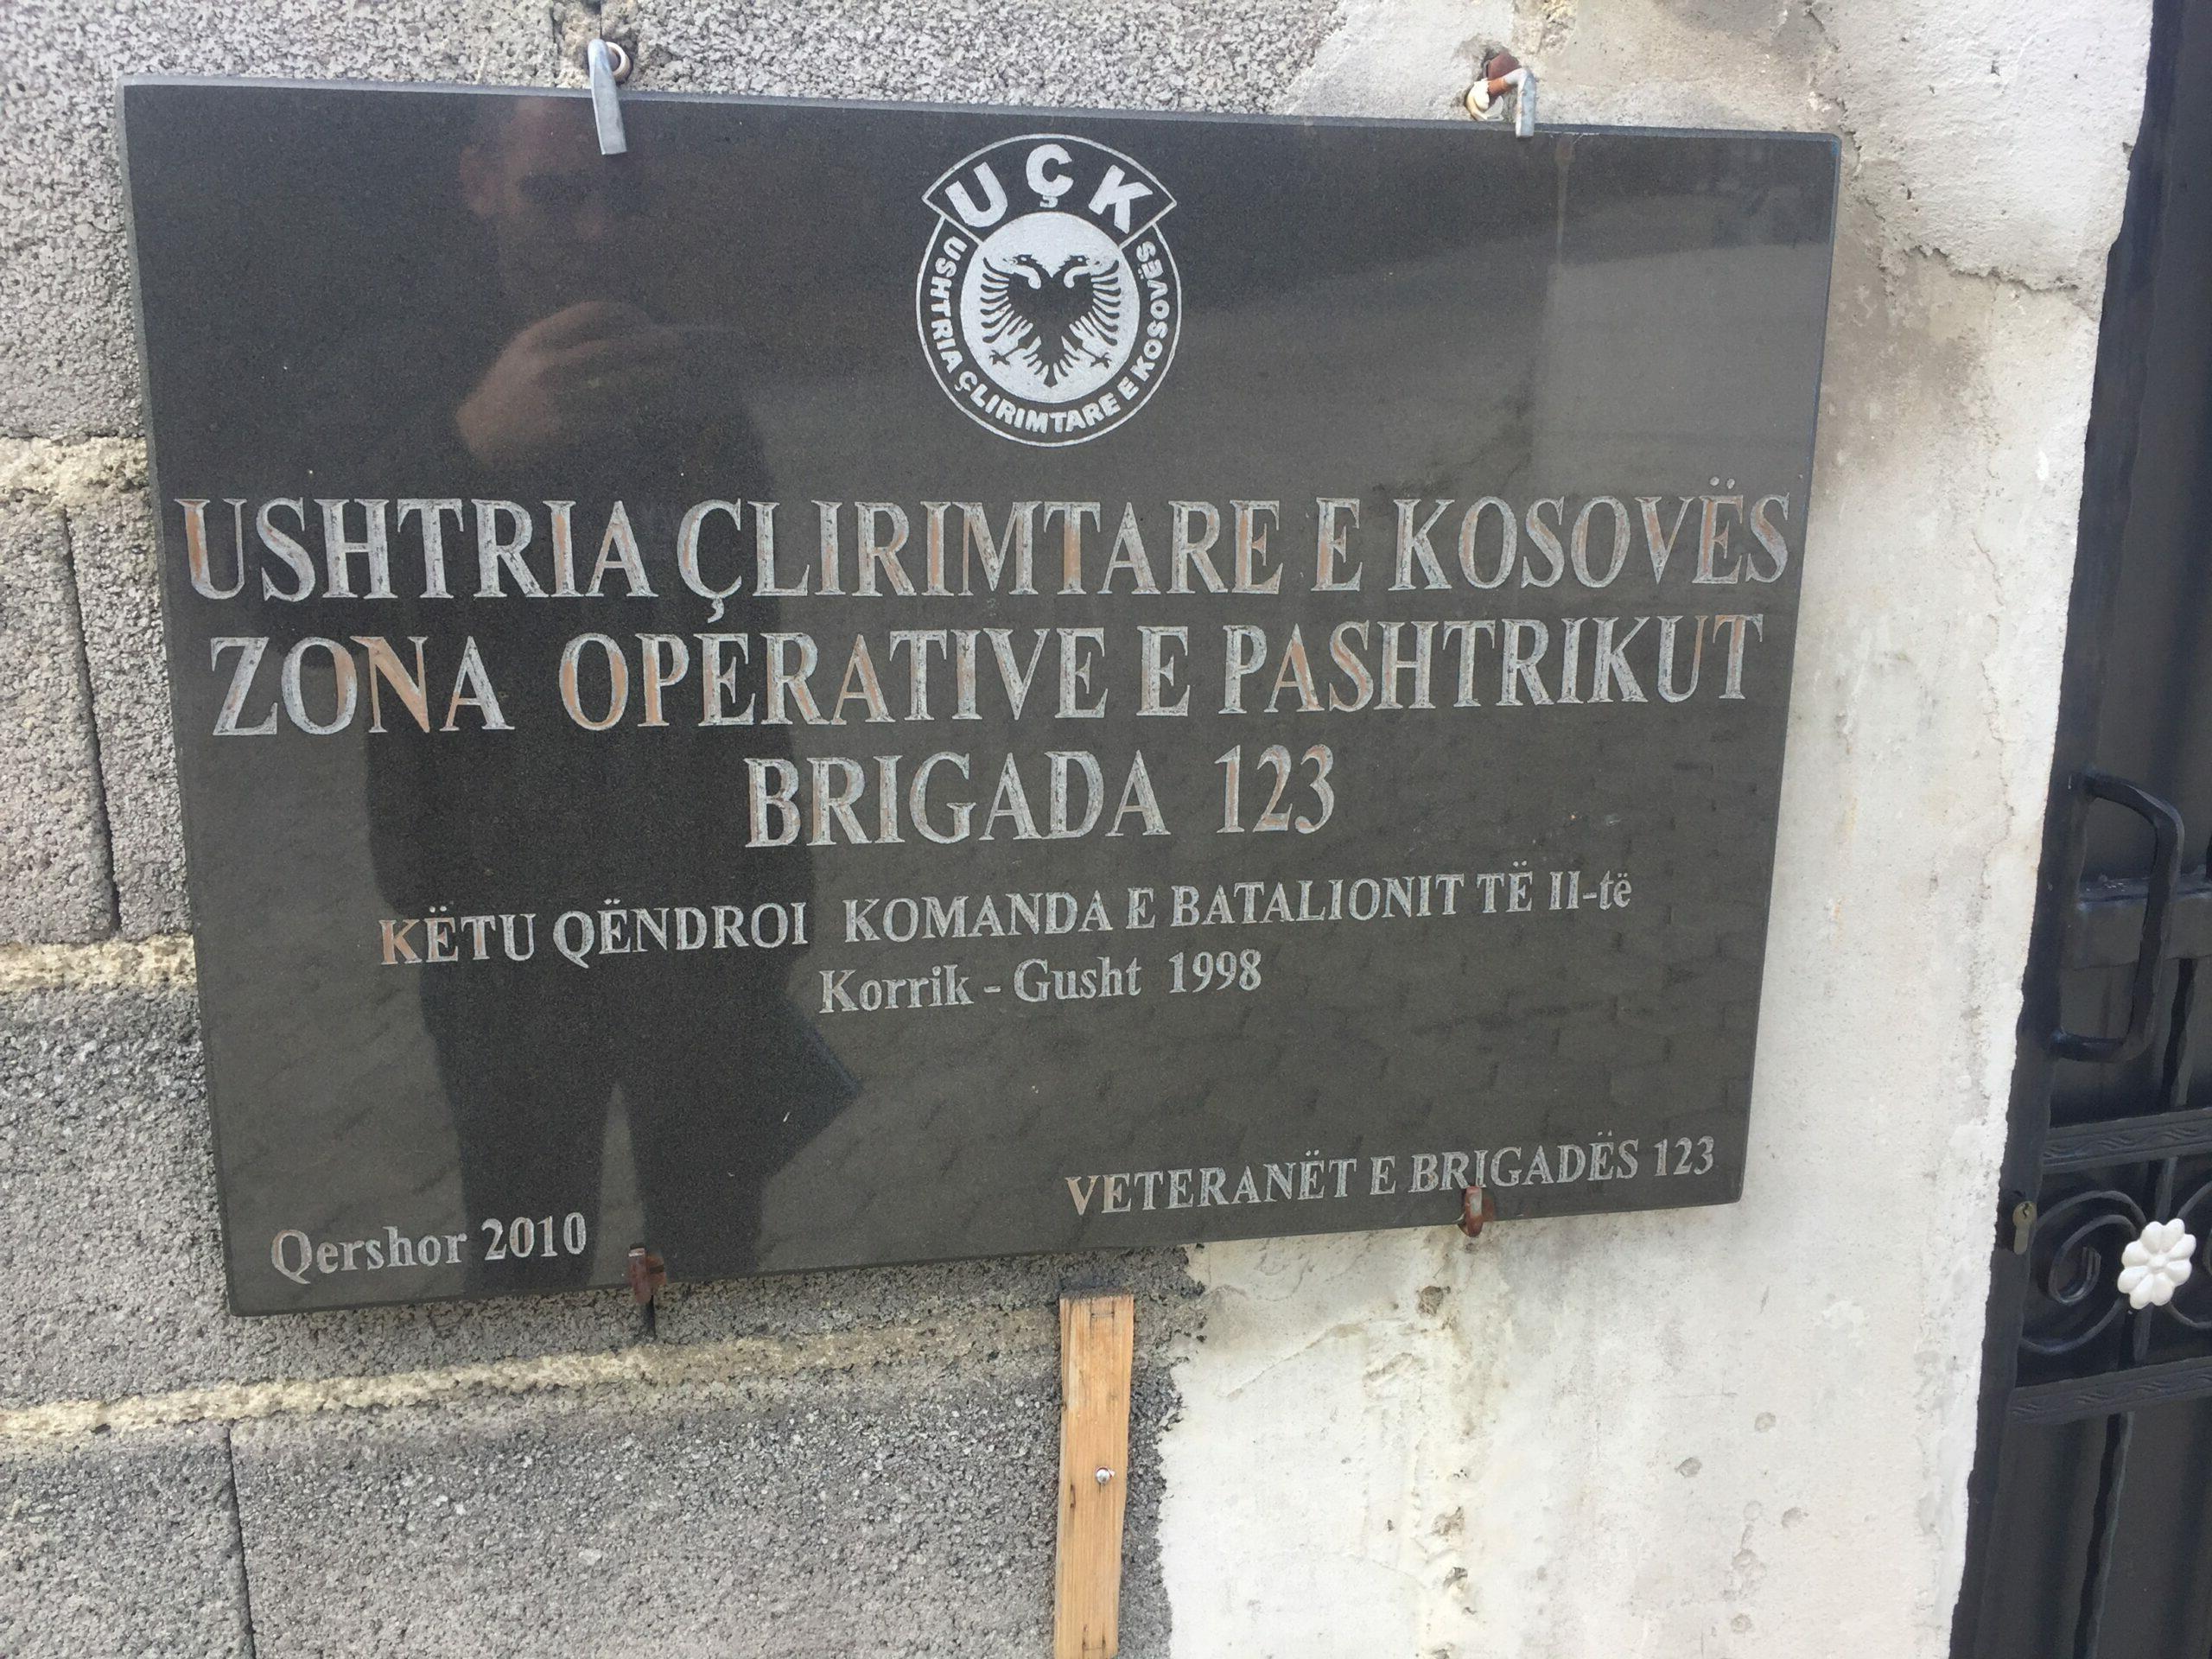 UÇK
USHTRIA ÇLIRIMTARE E KOSOVËS
USHTRIA ÇLIRIMTARE E KOSOVËS
ZONA OPERATIVE E PASHTRIKUT
BRIGADA 123
KËTU QËNDROI KOMANDA E BATALIONIT TË II-të
Korrik - Gusht 1998
VETERANËT E BRIGADËS 123
Qershor 2010